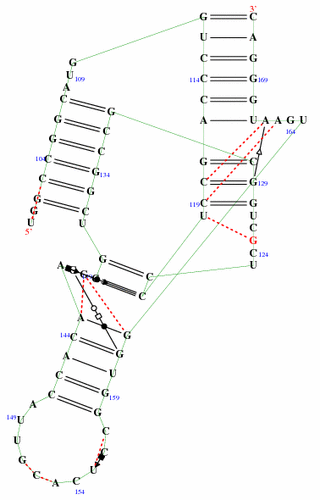 3'
G C
U A
C G
G
U 109 114 C G 169
A
C C G
G
G A U A A G U
164
G C
C G C
104 G 134
C C G 129
G G
C U
119
U C U
5' G
C 124
G C U
A
C
A G
144
C G
A U
C G 159
A
149 U G
U C
G C
C A C U
154